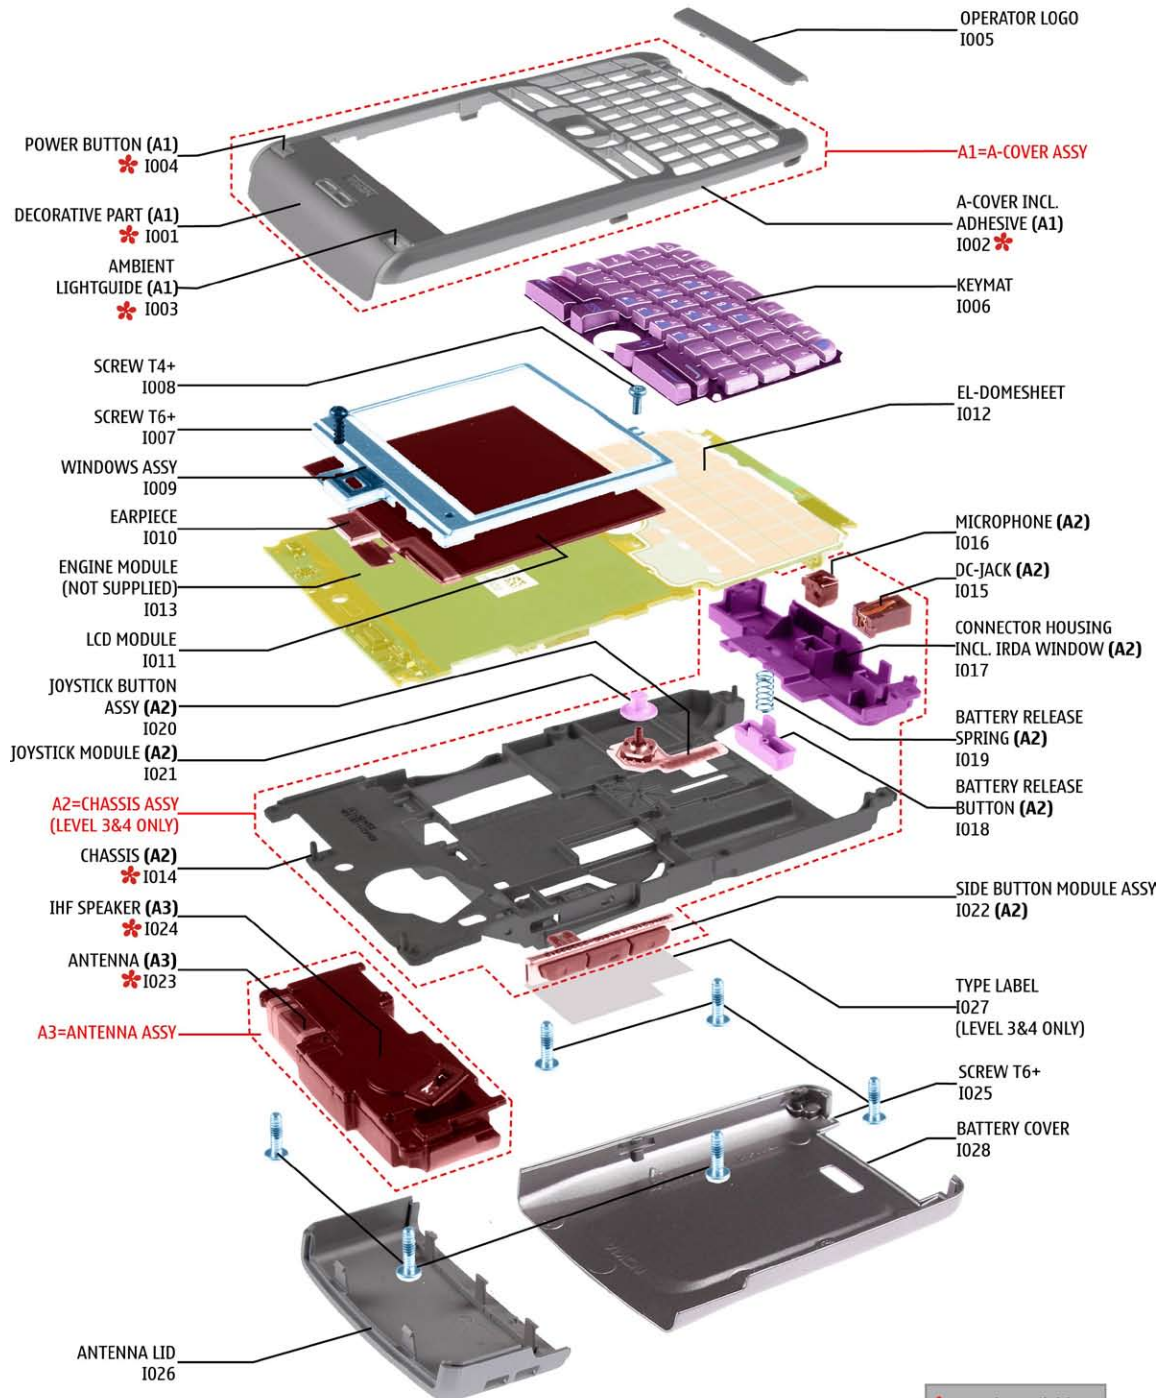 OPERATOR LOGO
I005
POWER BUTTON (A1)
* I004
A1=A-COVER ASSY
DECORATIVE PART (A1)
* I001
A-COVER INCL.
ADHESIVE (A1)
I002 *
AMBIENT
LIGHTGUIDE (A1)
* I003
KEYMAT
I006
SCREW T4+
I008
EL-DOMESHEET
I012
SCREW T6+
I007
WINDOWS ASSY
I009
EARPIECE
I010
MICROPHONE (A2)
I016
ENGINE MODULE
(NOT SUPPLIED)
I013
DC-JACK (A2)
I015
LCD MODULE
I011
CONNECTOR HOUSING
INCL. IRDA WINDOW (A2)
I017
JOYSTICK BUTTON
ASSY (A2)
I020
BATTERY RELEASE
SPRING (A2)
I019
JOYSTICK MODULE (A2)
I021
BATTERY RELEASE
BUTTON (A2)
I018
A2=CHASSIS ASSY
(LEVEL 3&4 ONLY)
CHASSIS (A2)
* I014
SIDE BUTTON MODULE ASSY
I022 (A2)
IHF SPEAKER (A3)
* I024
ANTENNA (A3)
* I023
TYPE LABEL
I027
(LEVEL 3&4 ONLY)
A3=ANTENNA ASSY
SCREW T6+
I025
BATTERY COVER
I028
ANTENNA LID
I026